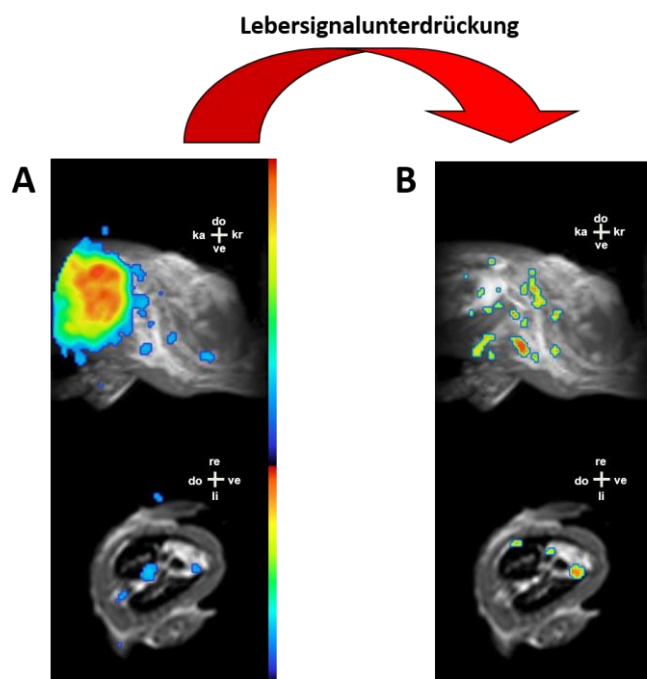 Lebersignalunterdrückung
A
B
do
ka kr
ve
do
ka kr
ve
re
do ve
li
re
do ve
li